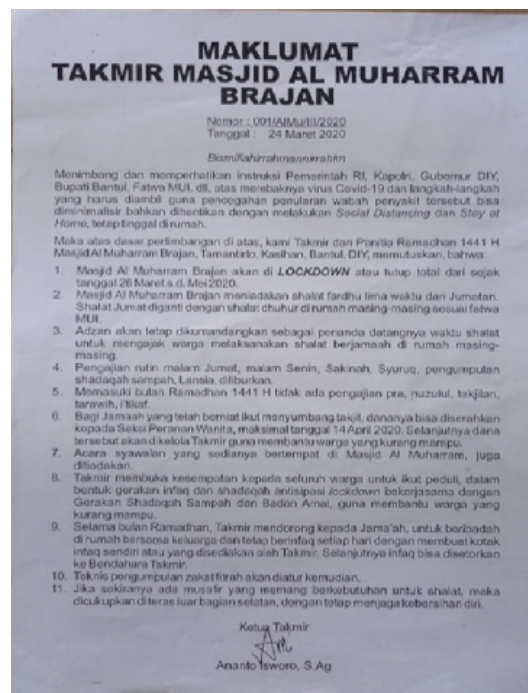 MAKLUMAT
TAKMIR MASJID AL MUHARRAM
BRAJAN
Nomor : 001/AlMu/III/2020
Tanggal : 24 Maret 2020
Bismillahirrahmannirrahim
Menimbang dan memperhatikan instruksi Pemerintah RI, Kapolri, Gubernur DIY,
Bupati Bantul, Fatwa MUI, dll, atas merebaknya virus Covid-19 dan langkah-langkah
yang harus diambil guna pencegahan penularan wabah penyakit tersebut bisa
diminimalisir bahkan dihentikan dengan melakukan Social Distancing dan Stay at
Home, tetap tinggal di rumah.
Maka atas dasar pertimbangan di atas, kami Takmir dan Panitia Ramadhan 1441 H
Masjid Al Muharram Brajan, Tamantirto, Kasihan, Bantul, DIY, memutuskan, bahwa:
1. Masjid Al Muharram Brajan akan di LOCKDOWN atau tutup total dari sejak
tanggal 26 Maret s.d. Mei 2020.
2. Masjid Al Muharram Brajan meniadakan shalat fardhu lima waktu dan Jumatan.
Shalat Jumat diganti dengan shalat dhuhur di rumah masing-masing sesuai fatwa
MUI.
3. Adzan akan tetap dikumandangkan sebagai penanda datangnya waktu shalat
untuk mengajak warga melaksanakan shalat berjamaah di rumah masing-
masing.
4. Pengajian rutin malam Jumat, malam Senin, Sakinah, Syuruq, pengumpulan
shadaqah sampah, Lansia, diliburkan.
5. Memasuki bulan Ramadhan 1441 H tidak ada pengajian pra, nuzulul, takjilan,
tarawih, i'tikaf.
6. Bagi Jamaah yang telah berniat ikut menyumbang takjil, dananya bisa diserahkan
kepada Seksi Peranan Wanita, maksimal tanggal 14 April 2020. Selanjutnya dana
tersebut akan dikelola Takmir guna membantu warga yang kurang mampu.
7. Acara syawalan yang sedianya bertempat di Masjid Al Muharram, juga
ditiadakan.
8. Takmir membuka kesempatan kepada seluruh warga untuk ikut peduli, dalam
bentuk gerakan infaq dan shadaqah antisipasi lockdown bekerjasama dengan
Gerakan Shadaqah Sampah dan Badan Amal, guna membantu warga yang
kurang mampu.
9. Selama bulan Ramadhan, Takmir mendorong kepada Jama'ah, untuk beribadah
di rumah bersama keluarga dan tetap berinfaq setiap hari dengan membuat kotak
infaq sendiri atau yang disediakan oleh Takmir. Selanjutnya infaq bisa disetorkan
ke Bendahara Takmir.
10. Teknis pengumpulan zakat fitrah akan diatur kemudian.
11. Jika sekiranya ada musafir yang memang berkebutuhan untuk shalat, maka
dicukupkan di teras luar bagian selatan, dengan tetap menjaga kebersihan diri.
Ketua Takmir
Ananto Isworo, S.Ag